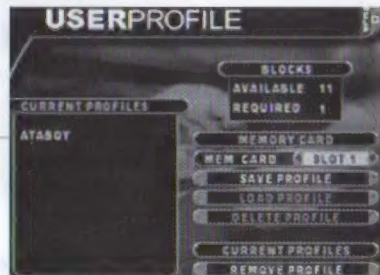 USERPROFILE
BLOCKS
AVAILABLE 11
REQUIRED 1
CURRENT PROFILES
ATABOY
MEMORY CARD
MEM CARD SLOT 1
SAVE PROFILE
LOAD PROFILE
DELETE PROFILE
CURRENT PROFILES
REMOVE PROFILE